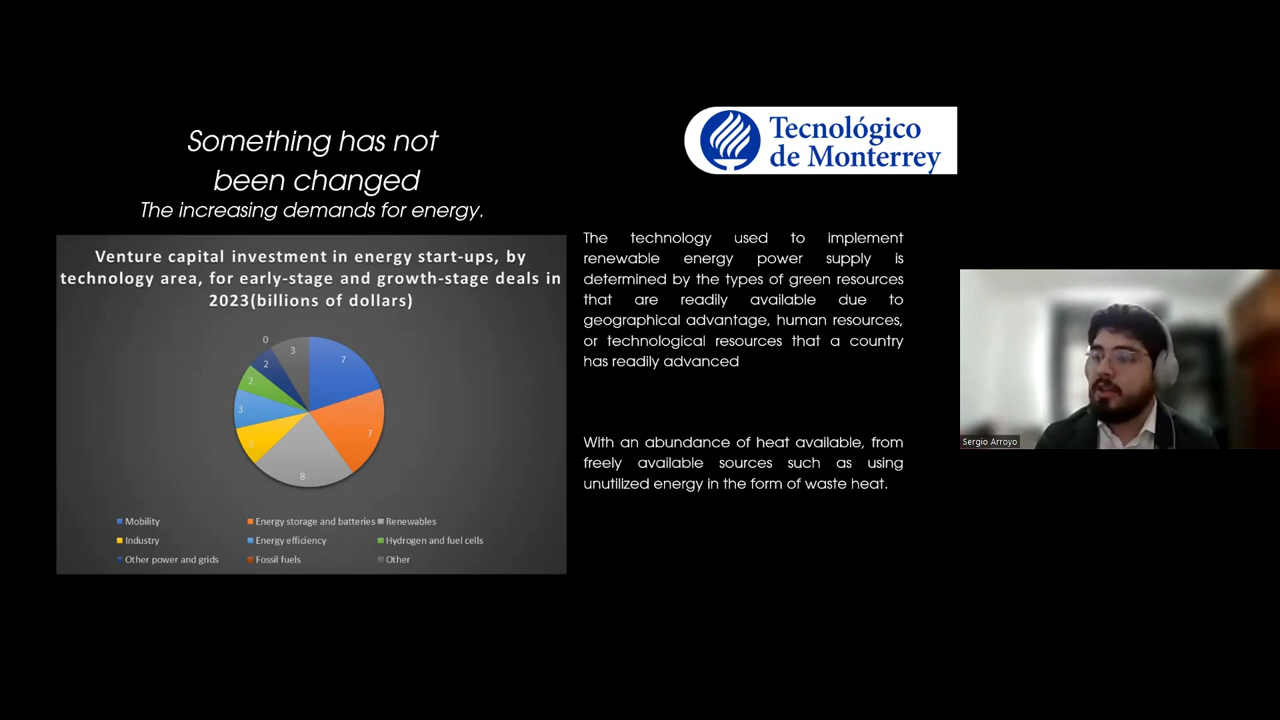 Something has not
been changed
The increasing demands for energy.
Venture capital investment in energy start-ups, by
technology area, for early-stage and growth-stage deals in
2023(billions of dollars)
0
3
7
2
2
3
7
3
8
Mobility
Energy storage and batteries
Renewables
Industry
Energy efficiency
Hydrogen and fuel cells
Other power and grids
Fossil fuels
Other
Tecnológico
de Monterrey
The technology used to implement
renewable energy power supply is
determined by the types of green resources
that are readily available due to
geographical advantage, human resources,
or technological resources that a country
has readily advanced
With an abundance of heat available, from
freely available sources such as using
unutilized energy in the form of waste heat.
Sergio Arroyo